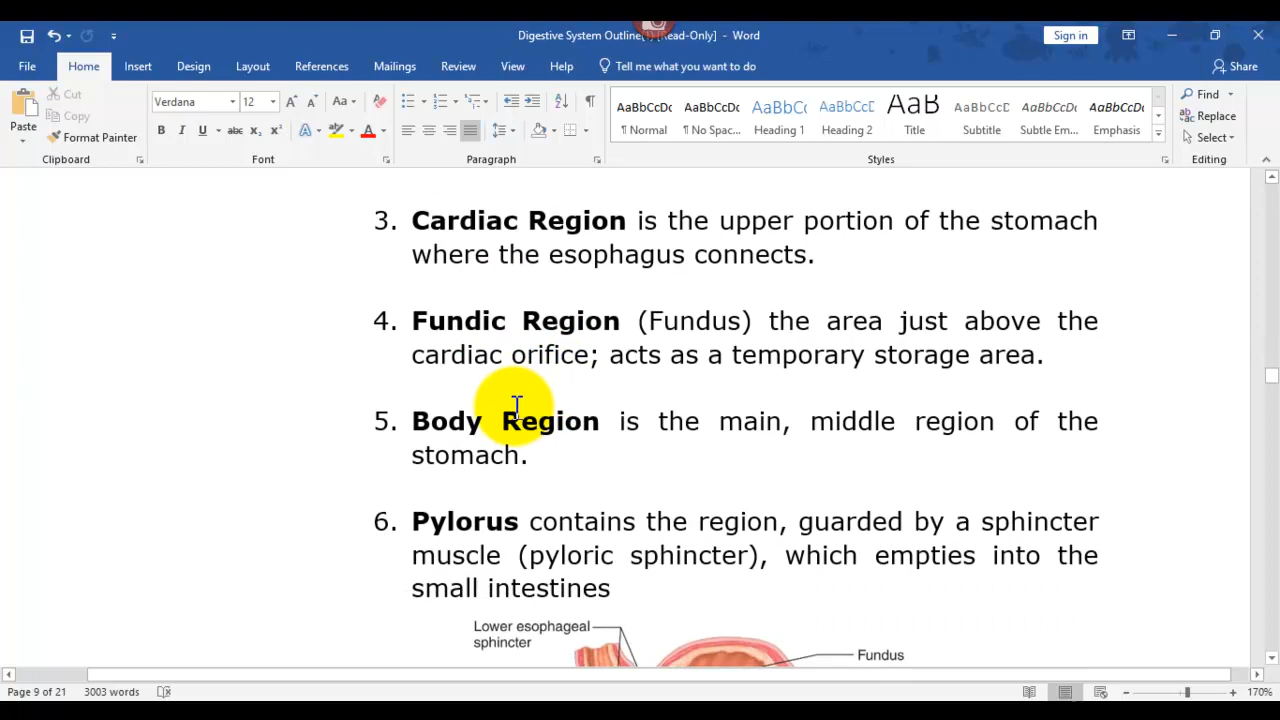 Digestive System Outline(1) [Read-Only] - Word
Sign in
File Home Insert Design Layout References Mailings Review View Help Tell me what you want to do Share
Paste
Cut
Copy
Format Painter
Clipboard
Verdana 12
Font
Paragraph
AaBbCcDc ¶ Normal
AaBbCcDc ¶ No Spac...
AaBbCc Heading 1
AaBbCcDc Heading 2
AaB Title
AaBbCcDc Subtitle
AaBbCcDc Subtle Em...
AaBbCcDc Emphasis
Styles
Find
Replace
Select
Editing
3. Cardiac Region is the upper portion of the stomach
where the esophagus connects.
4. Fundic Region (Fundus) the area just above the
cardiac orifice; acts as a temporary storage area.
5. Body Region is the main, middle region of the
stomach.
6. Pylorus contains the region, guarded by a sphincter
muscle (pyloric sphincter), which empties into the
small intestines
Lower esophageal
sphincter
Fundus
Page 9 of 21 3003 words 170%